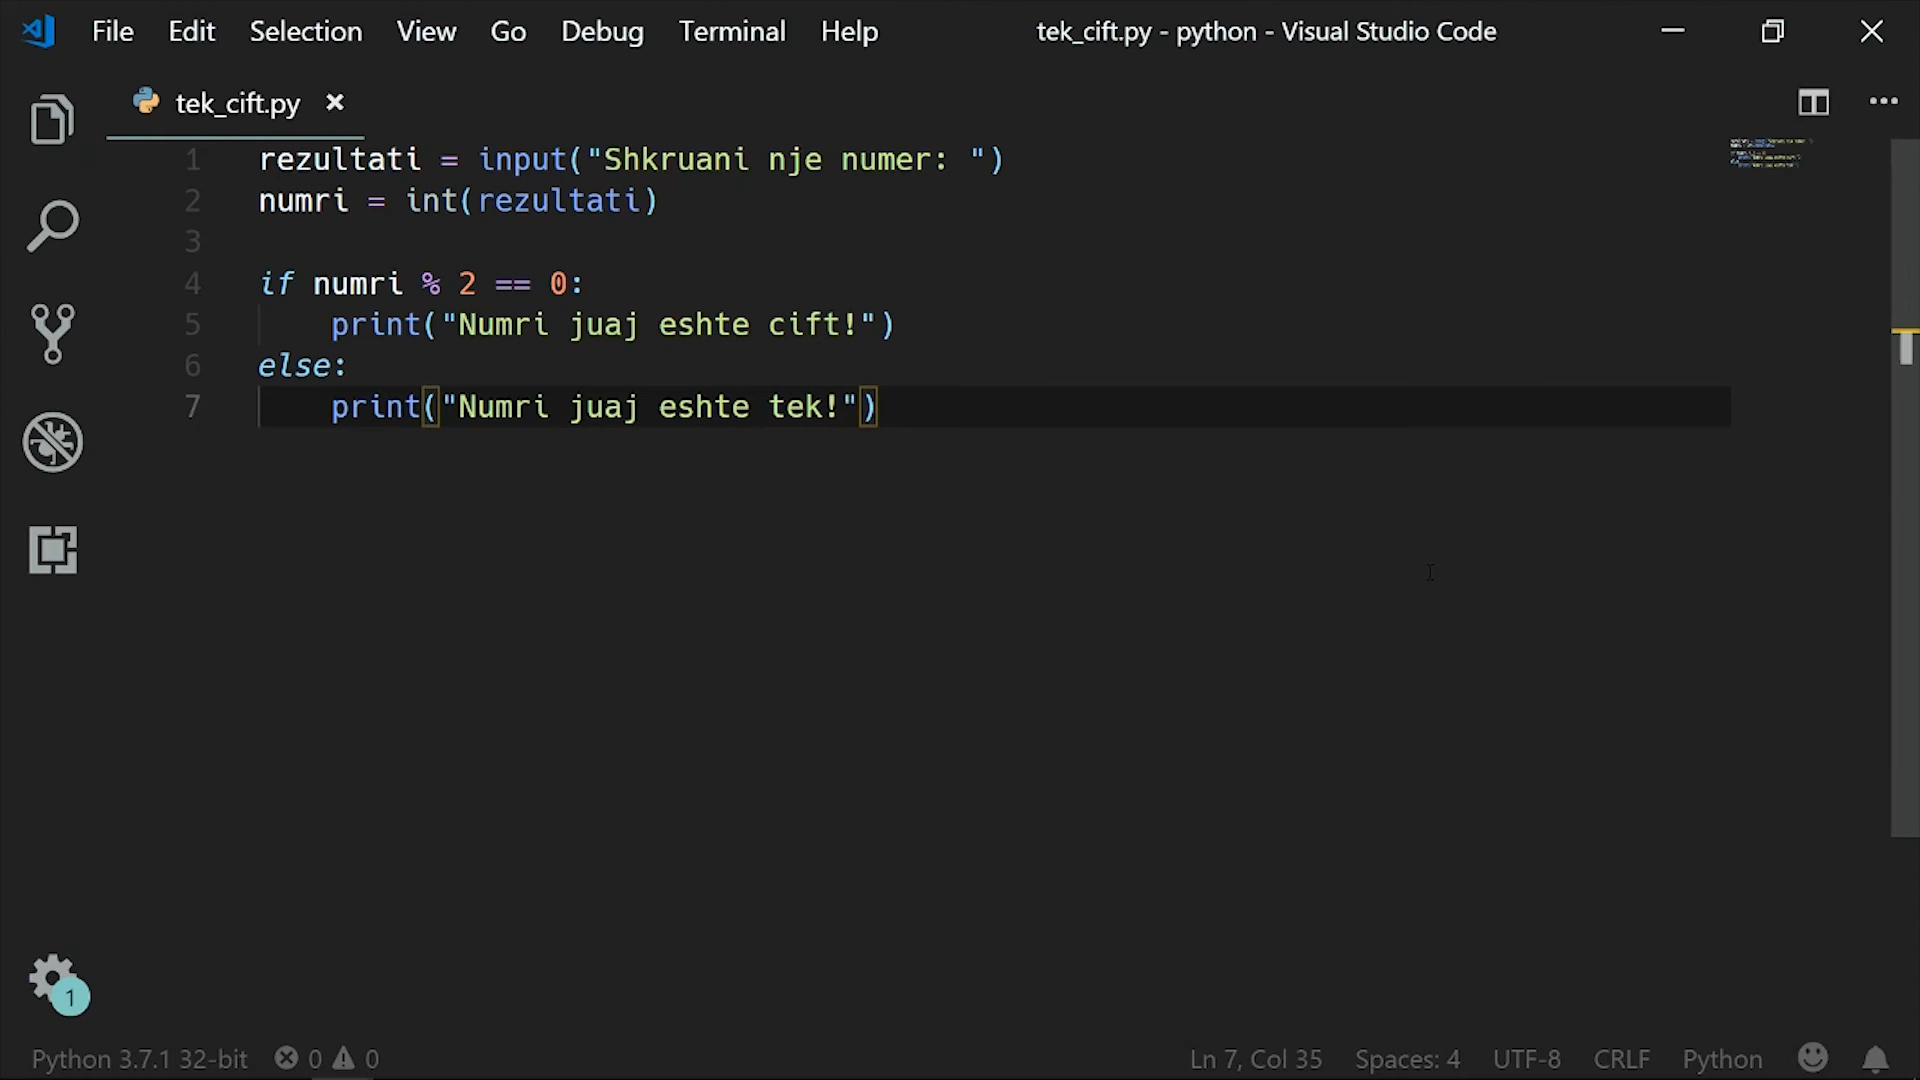 File Edit Selection View Go Debug Terminal Help tek_cift.py - python - Visual Studio Code
tek_cift.py
1 rezultati = input("Shkruani nje numer: ")
2 numri = int(rezultati)
3
4 if numri % 2 == 0:
5     print("Numri juaj eshte cift!")
6 else:
7     print("Numri juaj eshte tek!")
1
Python 3.7.1 32-bit 0 0 Ln 7, Col 35 Spaces: 4 UTF-8 CRLF Python